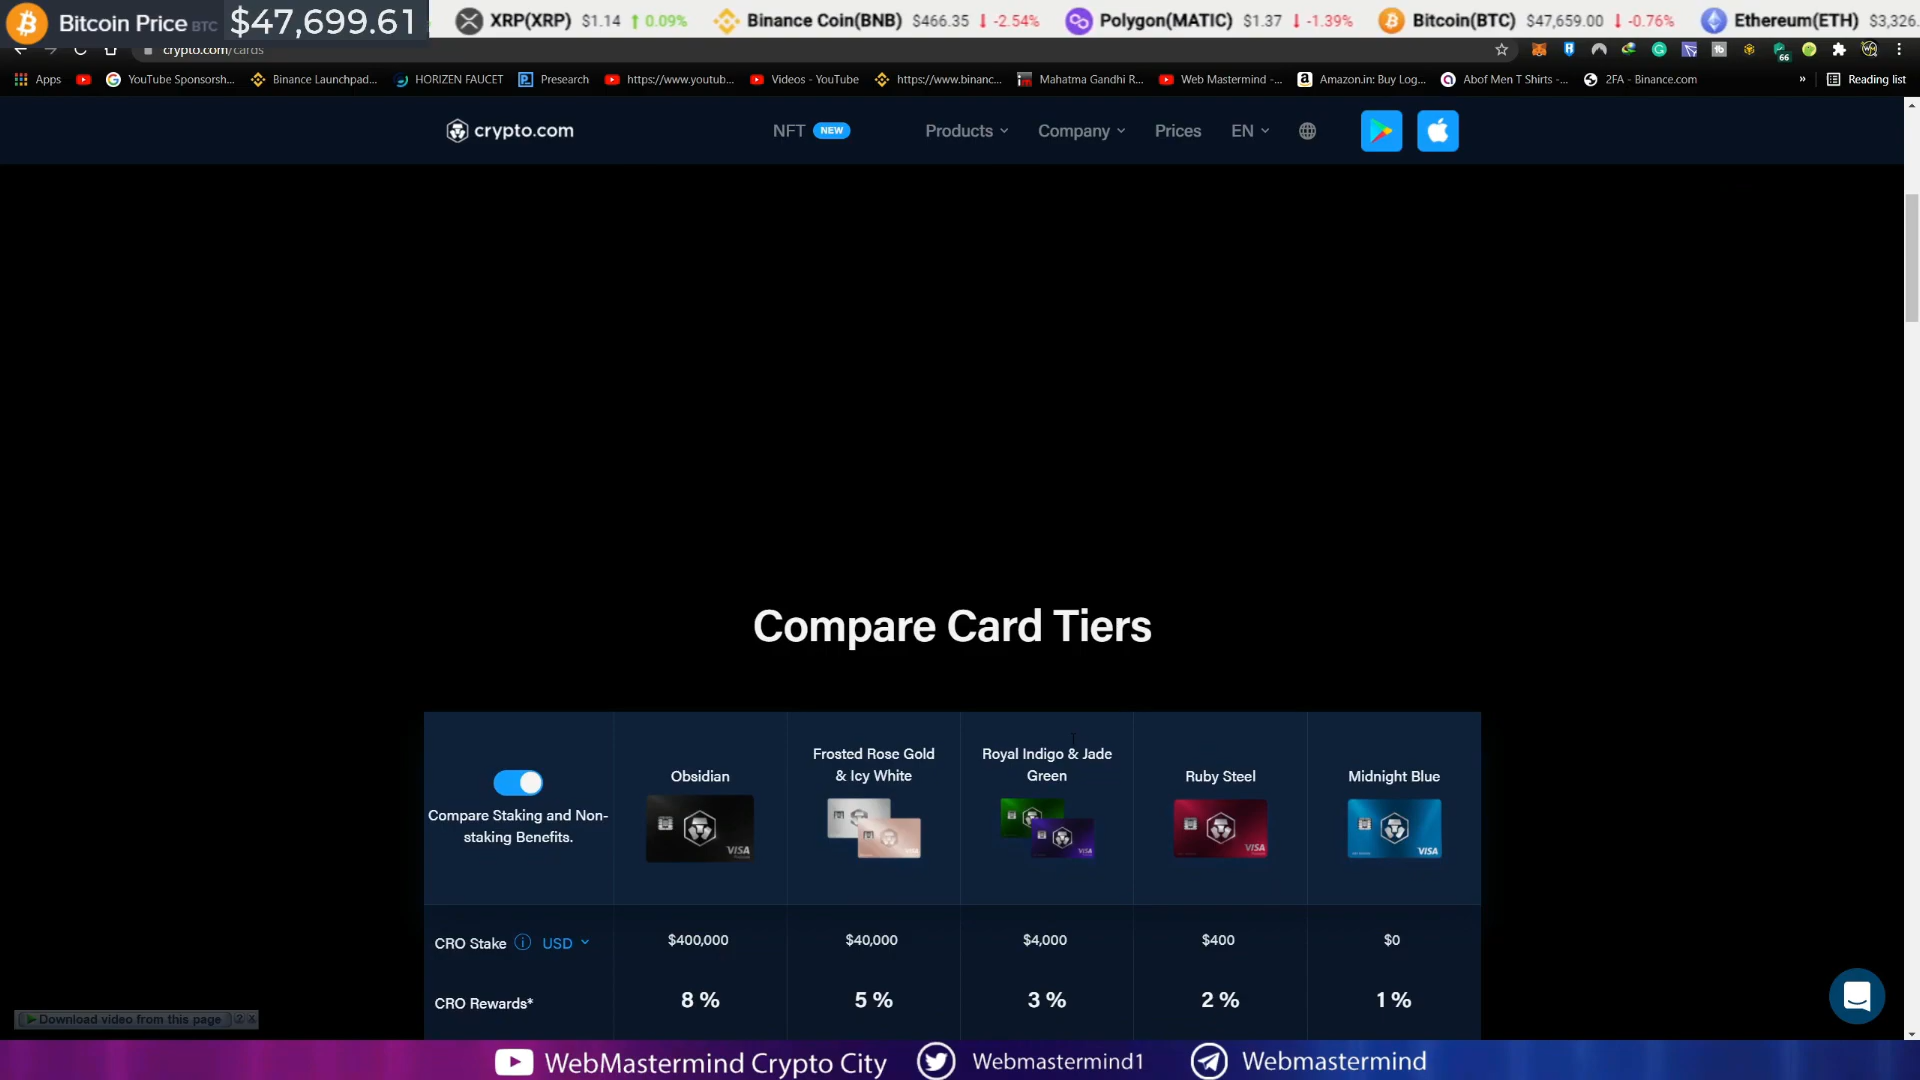 Bitcoin Price BTC $47,699.61 XRP(XRP) $1.14 ↑ 0.09% Binance Coin(BNB) $466.35 ↓ -2.54% Polygon(MATIC) $1.37 ↓ -1.39% Bitcoin(BTC) $47,659.00 ↓ -0.76% Ethereum(ETH) $3,326.
crypto.com/cards 66
Apps YouTube Sponsorsh... Binance Launchpad... HORIZEN FAUCET Presearch https://www.youtub... Videos - YouTube https://www.binanc... Mahatma Gandhi R... Web Mastermind -... Amazon.in: Buy Log... Abof Men T Shirts -... 2FA - Binance.com » Reading list
crypto.com NFT NEW Products Company Prices EN
Compare Card Tiers
Frosted Rose Gold
& Icy White
Royal Indigo & Jade
Green
Obsidian Ruby Steel Midnight Blue
Compare Staking and Non-
staking Benefits.
VISA VISA VISA VISA VISA
CRO Stake USD $400,000 $40,000 $4,000 $400 $0
CRO Rewards* 8 % 5 % 3 % 2 % 1 %
Download video from this page ? x
WebMastermind Crypto City Webmastermind1 Webmastermind